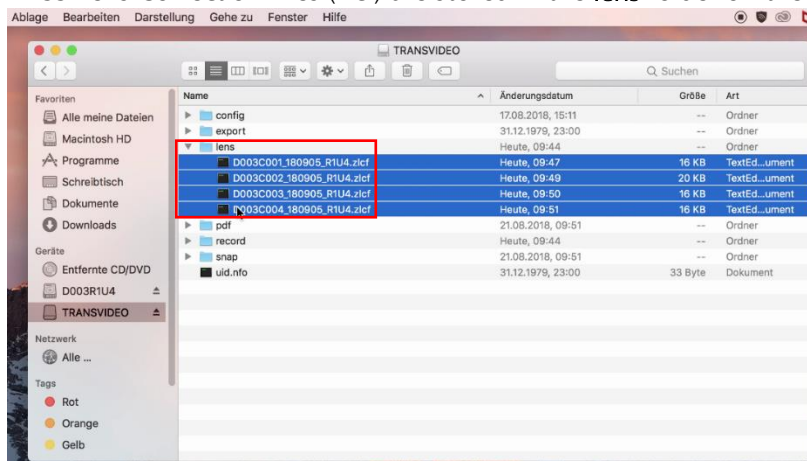 Ablage Bearbeiten Darstell Gehe zu Fenster Hilfe
TRANSVIDEO
Suchen
Favoriten
Alle meine Dateien
Macintosh HD
Programme
Schreibtisch
Dokumente
Downloads
Geräte
Entfernte CD/DVD
D003R1U4
TRANSVIDEO
Netzwerk
Alle ...
Tags
Rot
Orange
Gelb
Name Änderungsdatum Größe Art
config 17.08.2018, 15:11 -- Ordner
export 31.12.1979, 23:00 -- Ordner
lens Heute, 09:44 -- Ordner
D003C001_180905_R1U4.zlcf Heute, 09:47 16 KB TextEd...ument
D003C002_180905_R1U4.zlcf Heute, 09:49 20 KB TextEd...ument
D003C003_180905_R1U4.zlcf Heute, 09:50 16 KB TextEd...ument
D003C004_180905_R1U4.zlcf Heute, 09:51 16 KB TextEd...ument
pdf 21.08.2018, 09:51 -- Ordner
record Heute, 09:44 -- Ordner
snap 21.08.2018, 09:51 -- Ordner
uid.nfo 31.12.1979, 23:00 33 Byte Dokument